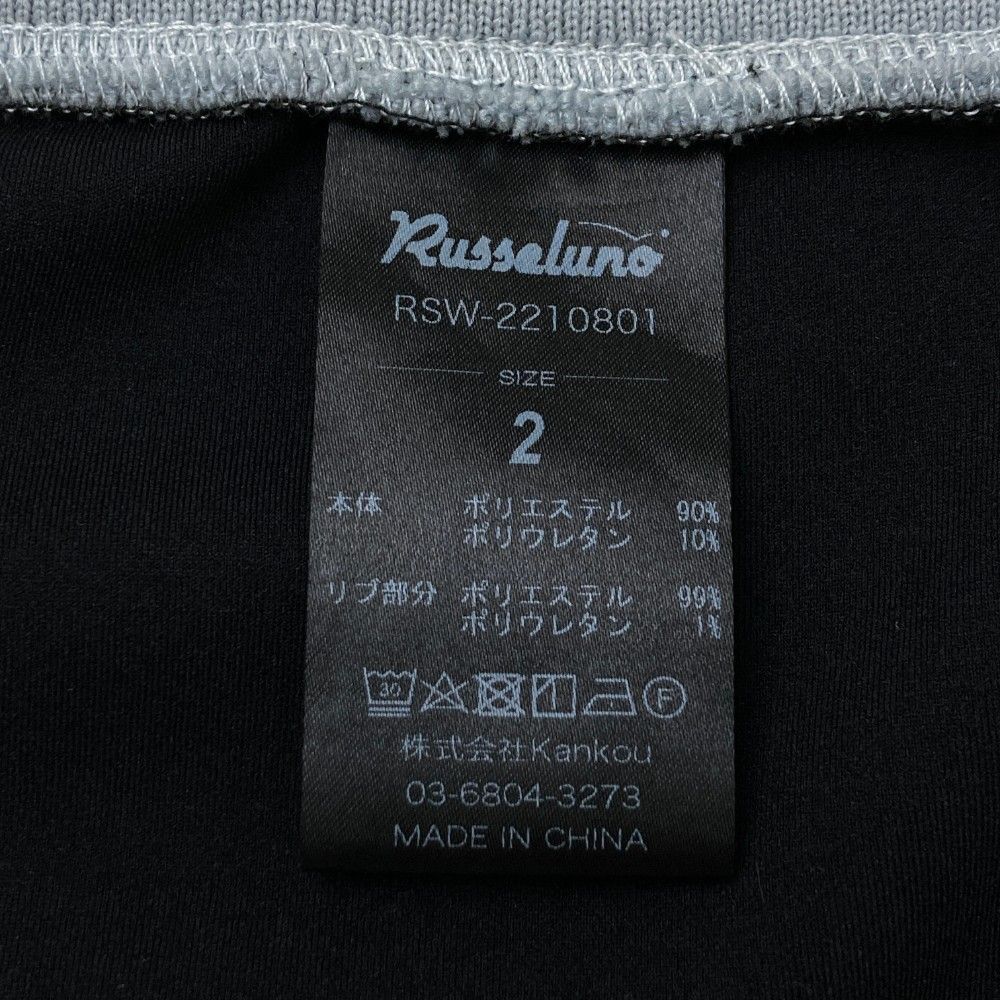 Russeluno
RSW-2210801
SIZE
2
本体 ポリエステル 90%
ポリウレタン 10%
リブ部分 ポリエステル 99%
ポリウレタン 1%
30 F
株式会社Kankou
03-6804-3273
MADE IN CHINA